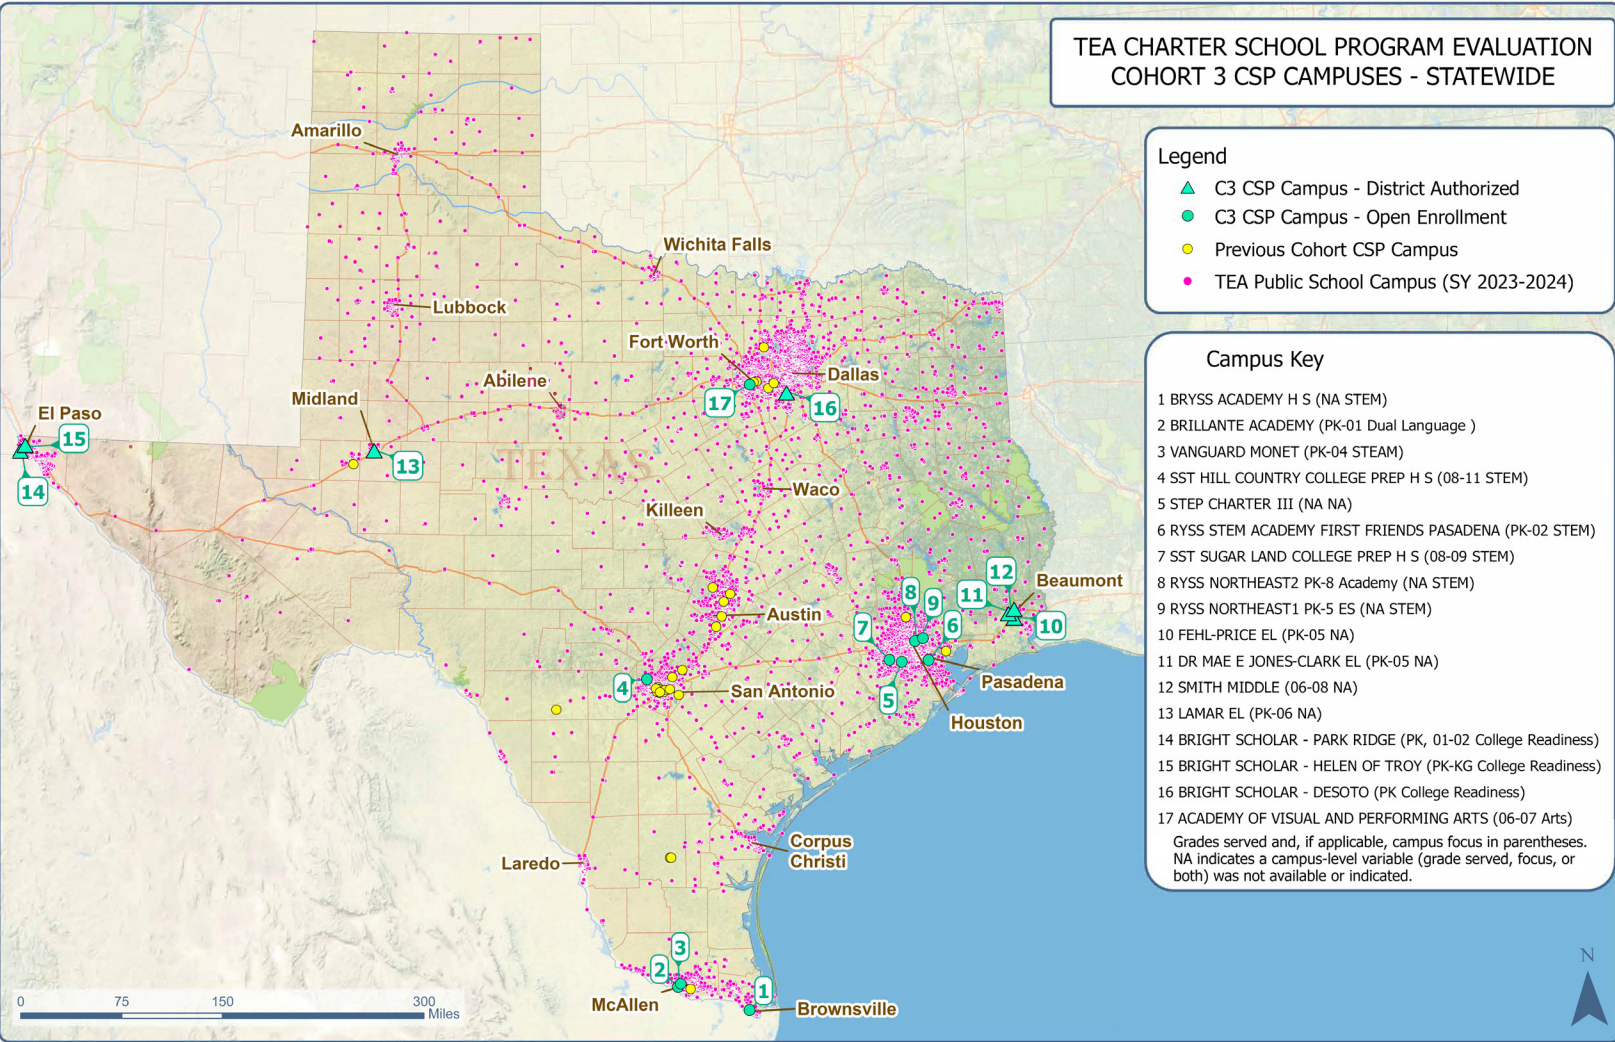 TEA CHARTER SCHOOL PROGRAM EVALUATION
COHORT 3 CSP CAMPUSES - STATEWIDE
Legend
C3 CSP Campus - District Authorized
C3 CSP Campus - Open Enrollment
Previous Cohort CSP Campus
TEA Public School Campus (SY 2023-2024)
Campus Key
1 BRYSS ACADEMY H S (NA STEM)
2 BRILLANTE ACADEMY (PK-01 Dual Language )
3 VANGUARD MONET (PK-04 STEAM)
4 SST HILL COUNTRY COLLEGE PREP H S (08-11 STEM)
5 STEP CHARTER III (NA NA)
6 RYSS STEM ACADEMY FIRST FRIENDS PASADENA (PK-02 STEM)
7 SST SUGAR LAND COLLEGE PREP H S (08-09 STEM)
8 RYSS NORTHEAST2 PK-8 Academy (NA STEM)
9 RYSS NORTHEAST1 PK-5 ES (NA STEM)
10 FEHL-PRICE EL (PK-05 NA)
11 DR MAE E JONES-CLARK EL (PK-05 NA)
12 SMITH MIDDLE (06-08 NA)
13 LAMAR EL (PK-06 NA)
14 BRIGHT SCHOLAR - PARK RIDGE (PK, 01-02 College Readiness)
15 BRIGHT SCHOLAR - HELEN OF TROY (PK-KG College Readiness)
16 BRIGHT SCHOLAR - DESOTO (PK College Readiness)
17 ACADEMY OF VISUAL AND PERFORMING ARTS (06-07 Arts)
Grades served and, if applicable, campus focus in parentheses.
NA indicates a campus-level variable (grade served, focus, or
both) was not available or indicated.
Amarillo
Wichita Falls
Lubbock
Fort Worth
Dallas
Abilene
Midland
17
16
El Paso
15
13
14
TEXAS
Waco
Killeen
12
Beaumont
11
10
8
9
6
7
Austin
4
San Antonio
5
Pasadena
Houston
Corpus
Christi
Laredo
3
2
1
McAllen
Brownsville
0 75 150 300
Miles
N